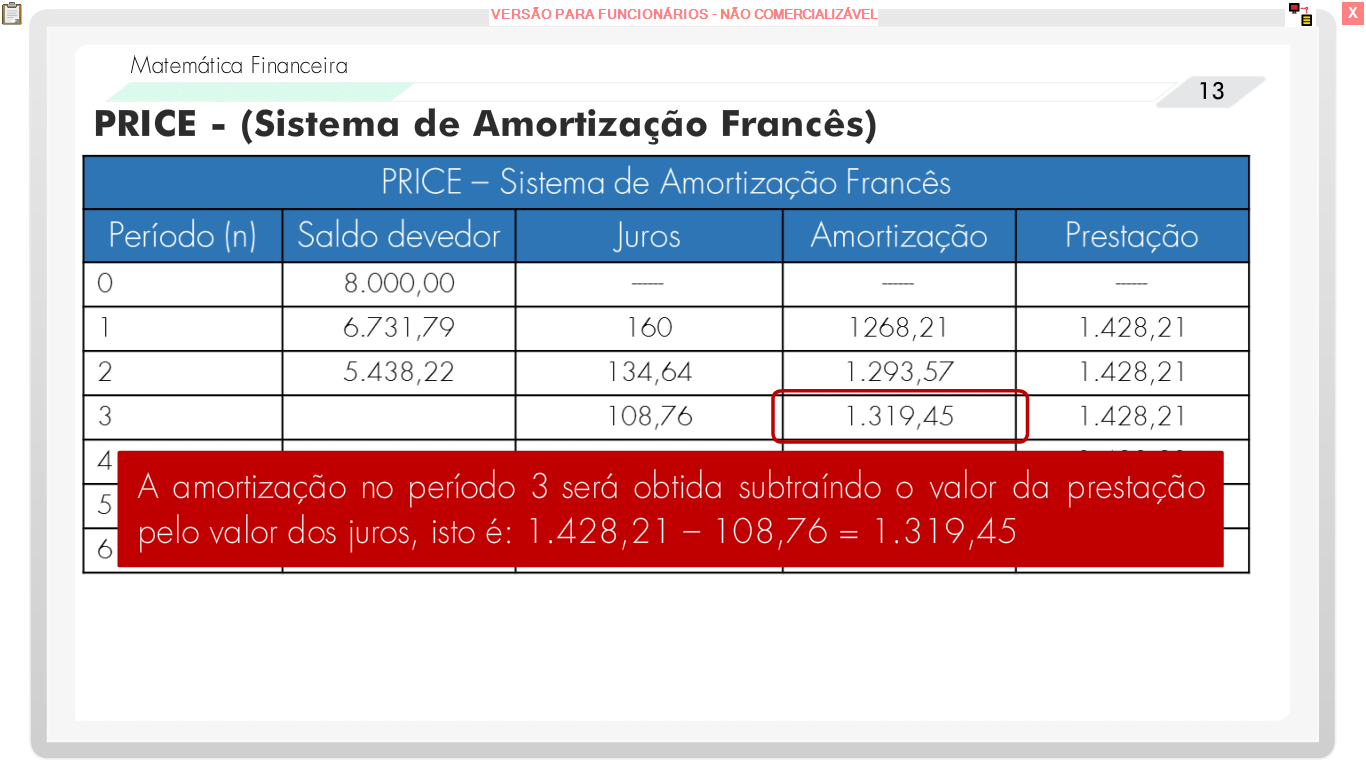 VERSÃO PARA FUNCIONÁRIOS - NÃO COMERCIALIZÁVEL
X
Matemática Financeira
13
PRICE - (Sistema de Amortização Francês)
PRICE – Sistema de Amortização Francês
Período (n) Saldo devedor Juros Amortização Prestação
0 8.000,00 ------ ------ ------
1 6.731,79 160 1268,21 1.428,21
2 5.438,22 134,64 1.293,57 1.428,21
3 108,76 1.319,45 1.428,21
4
A amortização no período 3 será obtida subtraíndo o valor da prestação
5
pelo valor dos juros, isto é: 1.428,21 – 108,76 = 1.319,45
6